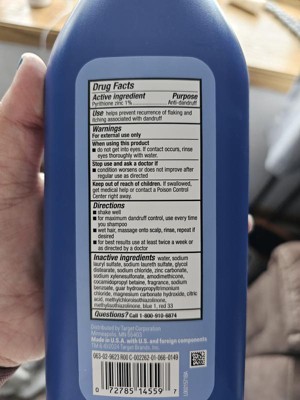 Drug Facts
Active ingredient Purpose
Pyrithione zinc 1% Anti-dandruff
Use helps prevent recurrence of flaking and
itching associated with dandruff
Warnings
For external use only
When using this product
■ do not get into eyes. If contact occurs, rinse
eyes thoroughly with water.
Stop use and ask a doctor if
■ condition worsens or does not improve after
regular use as directed
Keep out of reach of children. If swallowed,
get medical help or contact a Poison Control
Center right away.
Directions
■ shake well
■ for maximum dandruff control, use every time
you shampoo
■ wet hair, massage onto scalp, rinse, repeat if
desired
■ for best results use at least twice a week or
as directed by a doctor
Inactive ingredients water, sodium
lauryl sulfate, sodium laureth sulfate, glycol
distearate, sodium chloride, zinc carbonate,
sodium xylenesulfonate, amodimethicone,
cocamidopropyl betaine, fragrance, sodium
benzoate, guar hydroxypropyltrimonium
chloride, magnesium carbonate hydroxide, citric
acid, methylchloroisothiazolinone,
methylisothiazolinone, blue 1, red 33
Questions? Call 1-800-910-6874
Distributed by Target Corporation
Minneapolis, MN 55403
Made in U.S.A. with U.S. and foreign components
Target Brands, Inc.
0 72785 14559 7